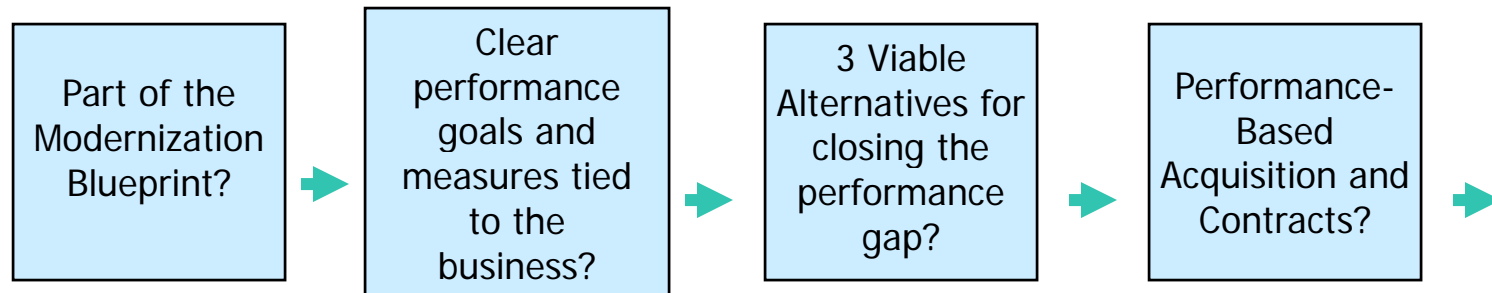 Part of the
Modernization
Blueprint?
Clear
performance
goals and
measures tied
to the
business?
3 Viable
Alternatives for
closing the
performance
gap?
Performance-
Based
Acquisition and
Contracts?